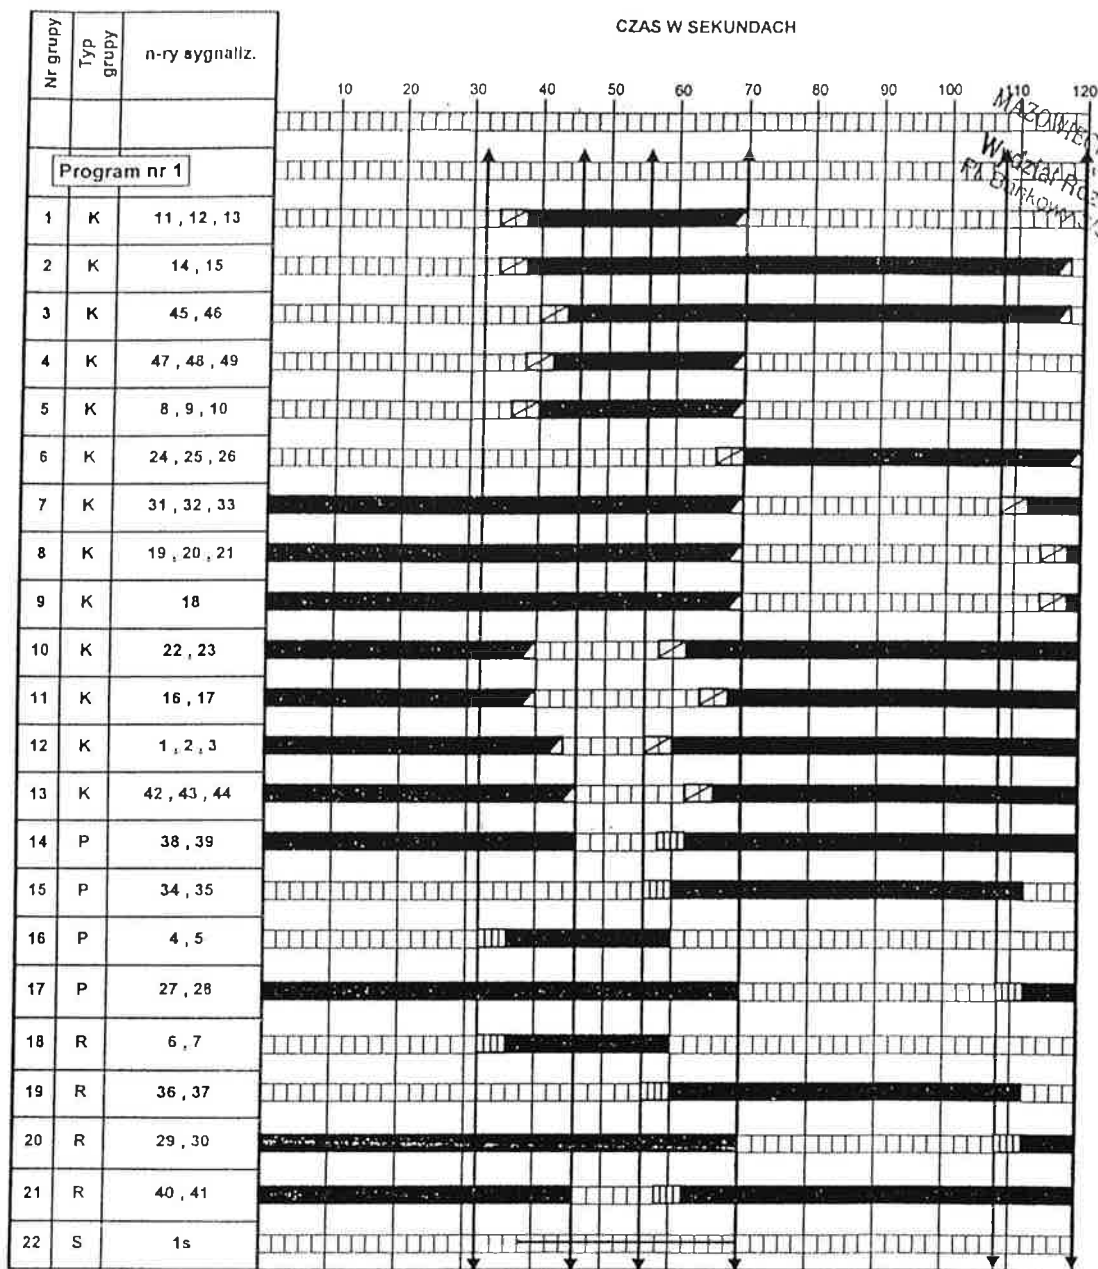 CZAS W SEKUNDACH
Nr grupy Typ grupy n-ry sygnaliz.
10 20 30 40 50 60 70 80 90 100 110 120
MAZOWIECK
Wydział
Pl. Bankowy
Program nr 1
1 K 11 , 12 , 13
2 K 14 , 15
3 K 45 , 46
4 K 47 , 48 , 49
5 K 8 , 9 , 10
6 K 24 , 25 , 26
7 K 31 , 32 , 33
8 K 19 , 20 , 21
9 K 18
10 K 22 , 23
11 K 16 , 17
12 K 1 , 2 , 3
13 K 42 , 43 , 44
14 P 38 , 39
15 P 34 , 35
16 P 4 , 5
17 P 27 , 28
18 R 6 , 7
19 R 36 , 37
20 R 29 , 30
21 R 40 , 41
22 S 1s